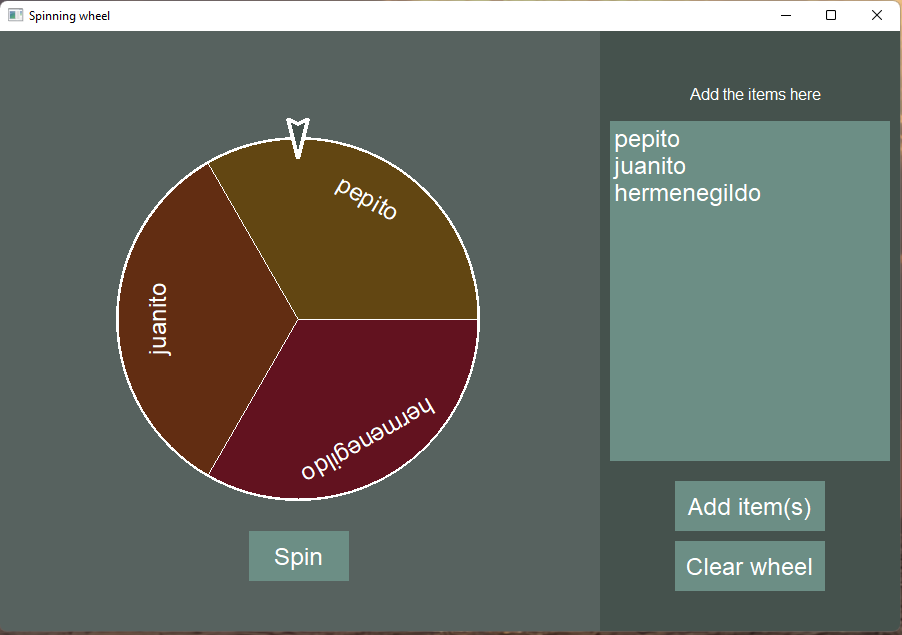 Spinning wheel
Add the items here
pepito
juanito
hermenegildo
pepito
juanito
hermenegildo
Spin
Add item(s)
Clear wheel